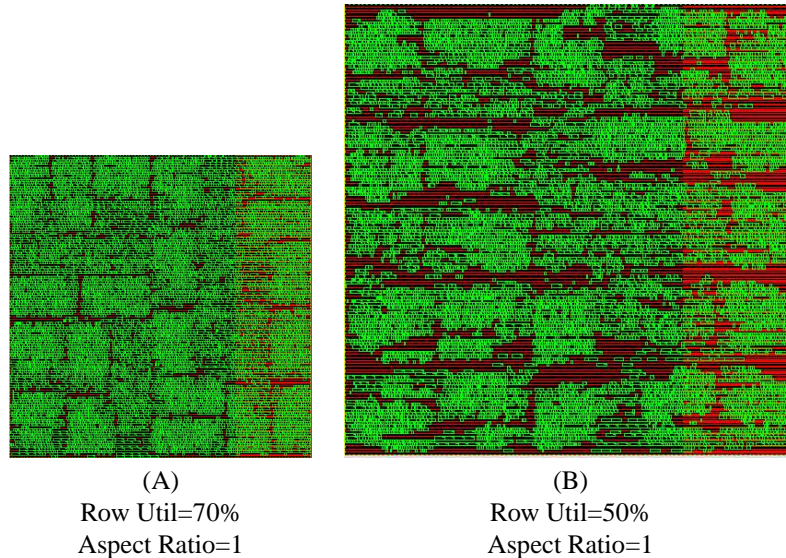 (A)
Row Util=70%
Aspect Ratio=1
(B)
Row Util=50%
Aspect Ratio=1